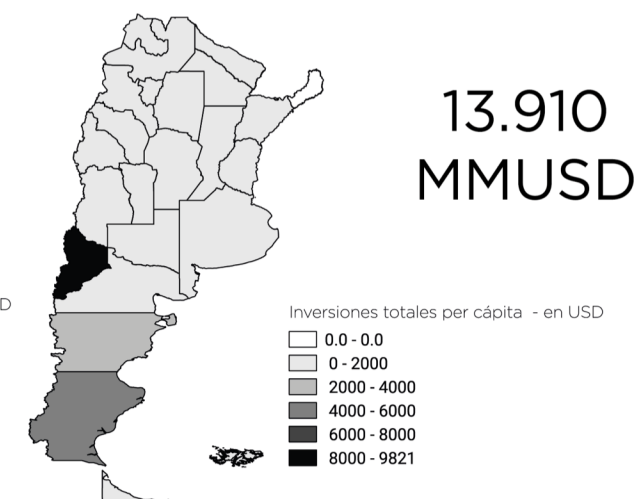 13.910
MMUSD
D
Inversiones totales per cápita - en USD
0.0 - 0.0
0 - 2000
2000 - 4000
4000 - 6000
6000 - 8000
8000 - 9821